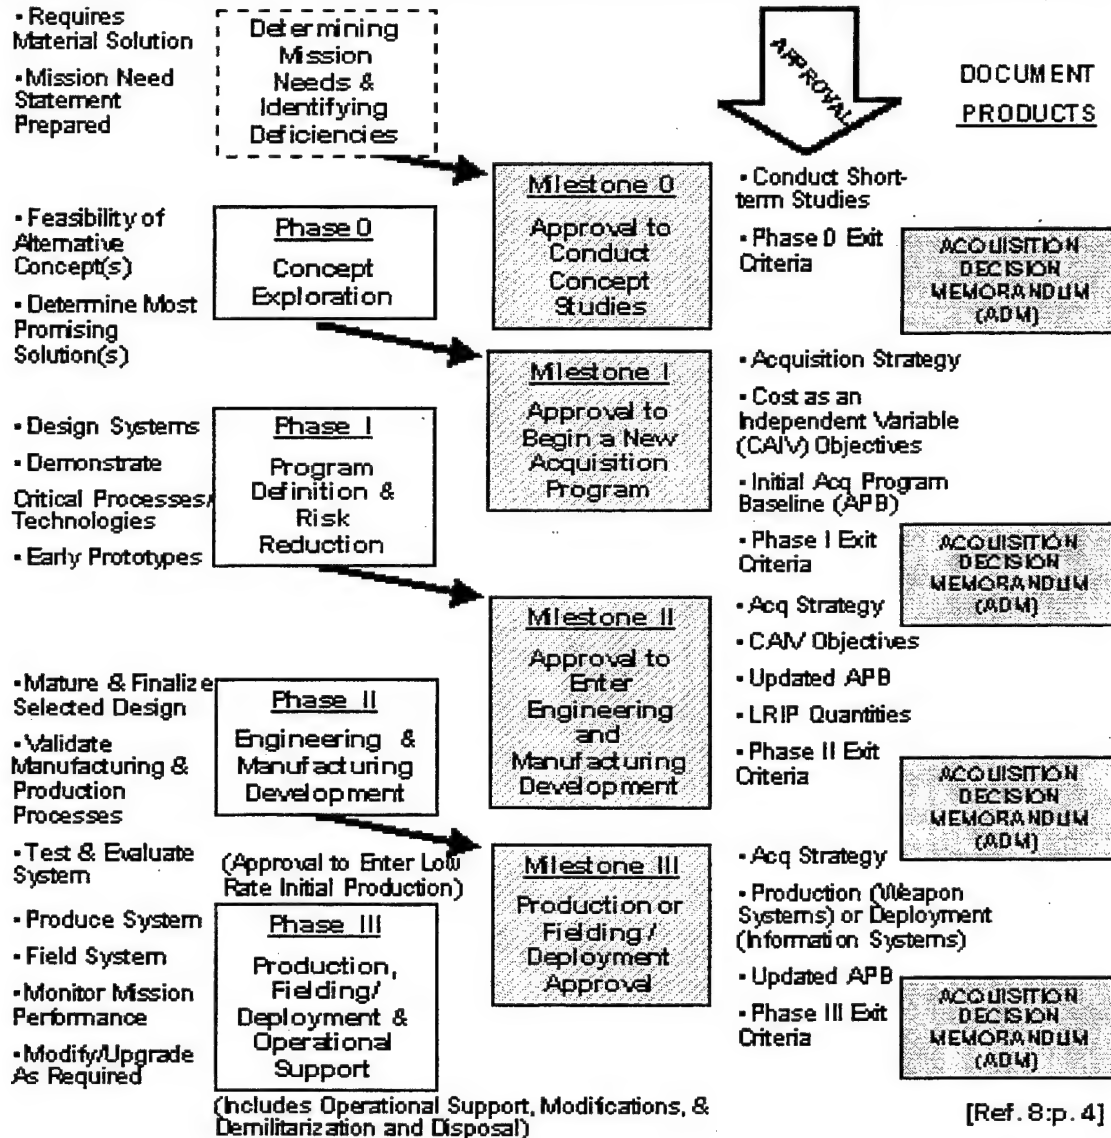 • Requires
Material Solution
• Mission Need
Statement
Prepared
Determining
Mission
Needs &
Identifying
Deficiencies
APPROVAL
DOCUMENT
PRODUCTS
Milestone 0
Approval to
Conduct
Concept
Studies
• Conduct Short-
term Studies
• Phase 0 Exit
Criteria
ACQUISITION
DECISION
MEMORANDUM
(ADM)
• Feasibility of
Alternative
Concept(s)
• Determine Most
Promising
Solution(s)
Phase 0
Concept
Exploration
Milestone I
Approval to
Begin a New
Acquisition
Program
• Acquisition Strategy
• Cost as an
Independent Variable
(CAIV) Objectives
• Initial Acq Program
Baseline (APB)
• Phase I Exit
Criteria
ACQUISITION
DECISION
MEMORANDUM
(ADM)
• Design Systems
• Demonstrate
Critical Processes/
Technologies
• Early Prototypes
Phase I
Program
Definition &
Risk
Reduction
Milestone II
Approval to
Enter
Engineering
and
Manufacturing
Development
• Acq Strategy
• CAIV Objectives
• Updated APB
• LRIP Quantities
• Phase II Exit
Criteria
ACQUISITION
DECISION
MEMORANDUM
(ADM)
• Mature & Finalize
Selected Design
• Validate
Manufacturing &
Production
Processes
• Test & Evaluate
System
Phase II
Engineering &
Manufacturing
Development
(Approval to Enter Low
Rate Initial Production)
Milestone III
Production or
Fielding/
Deployment
Approval
• Acq Strategy
• Production (Weapon
Systems) or Deployment
(Information Systems)
• Updated APB
• Phase III Exit
Criteria
ACQUISITION
DECISION
MEMORANDUM
(ADM)
• Produce System
• Field System
• Monitor Mission
Performance
• Modify/Upgrade
As Required
Phase III
Production,
Fielding/
Deployment &
Operational
Support
(Includes Operational Support, Modifications, &
Demilitarization and Disposal)
[Ref. 8:p. 4]